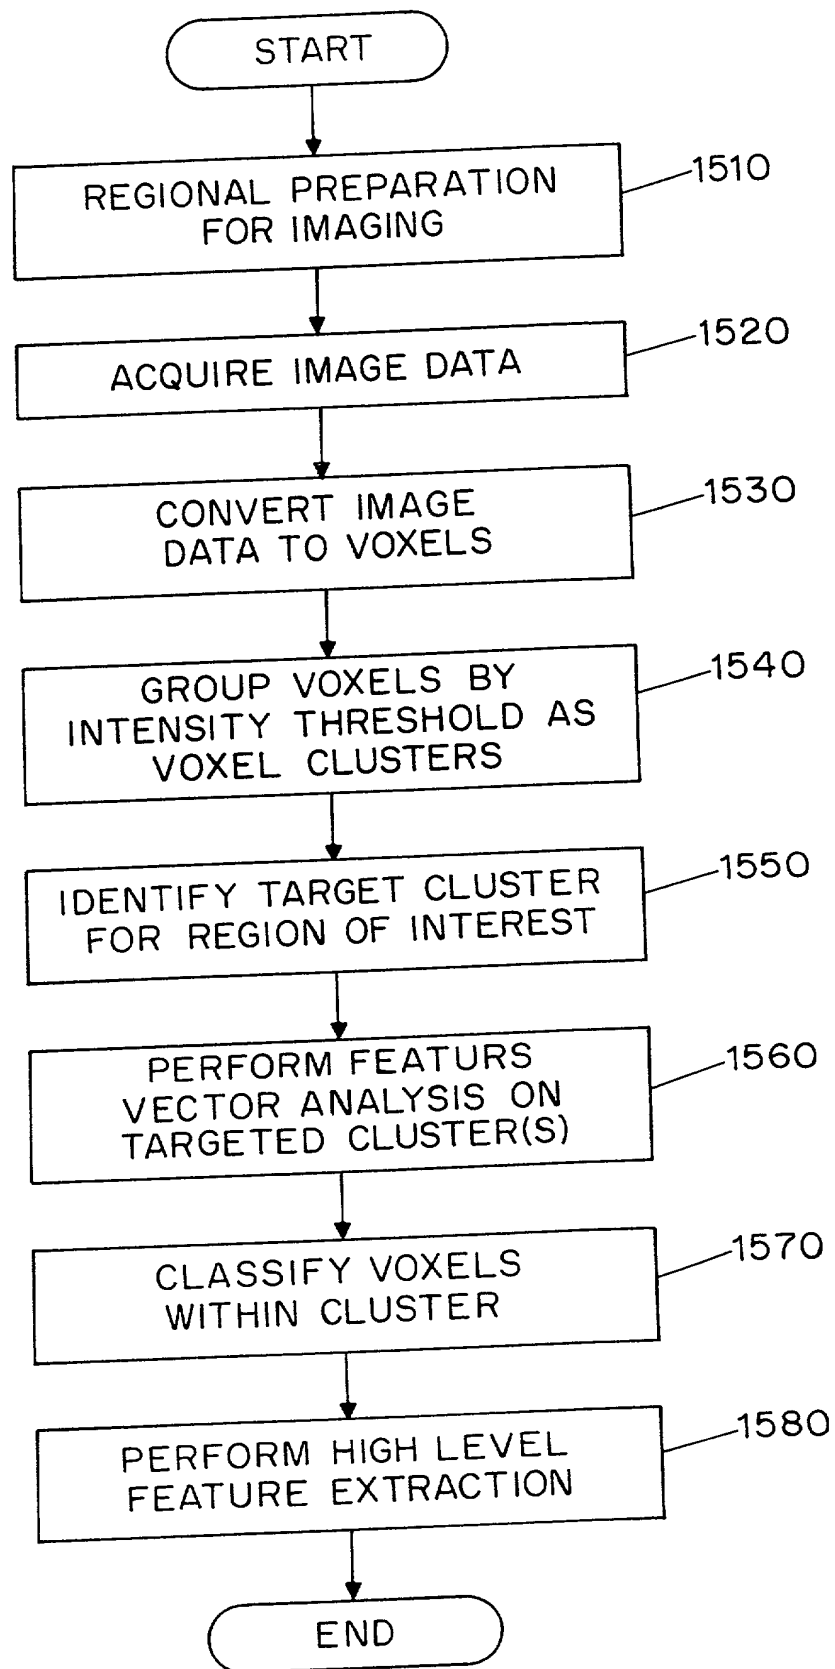 START
REGIONAL PREPARATION
FOR IMAGING
1510
ACQUIRE IMAGE DATA
1520
CONVERT IMAGE
DATA TO VOXELS
1530
GROUP VOXELS BY
INTENSITY THRESHOLD AS
VOXEL CLUSTERS
1540
IDENTIFY TARGET CLUSTER
FOR REGION OF INTEREST
1550
PERFORM FEATURS
VECTOR ANALYSIS ON
TARGETED CLUSTER(S)
1560
CLASSIFY VOXELS
WITHIN CLUSTER
1570
PERFORM HIGH LEVEL
FEATURE EXTRACTION
1580
END